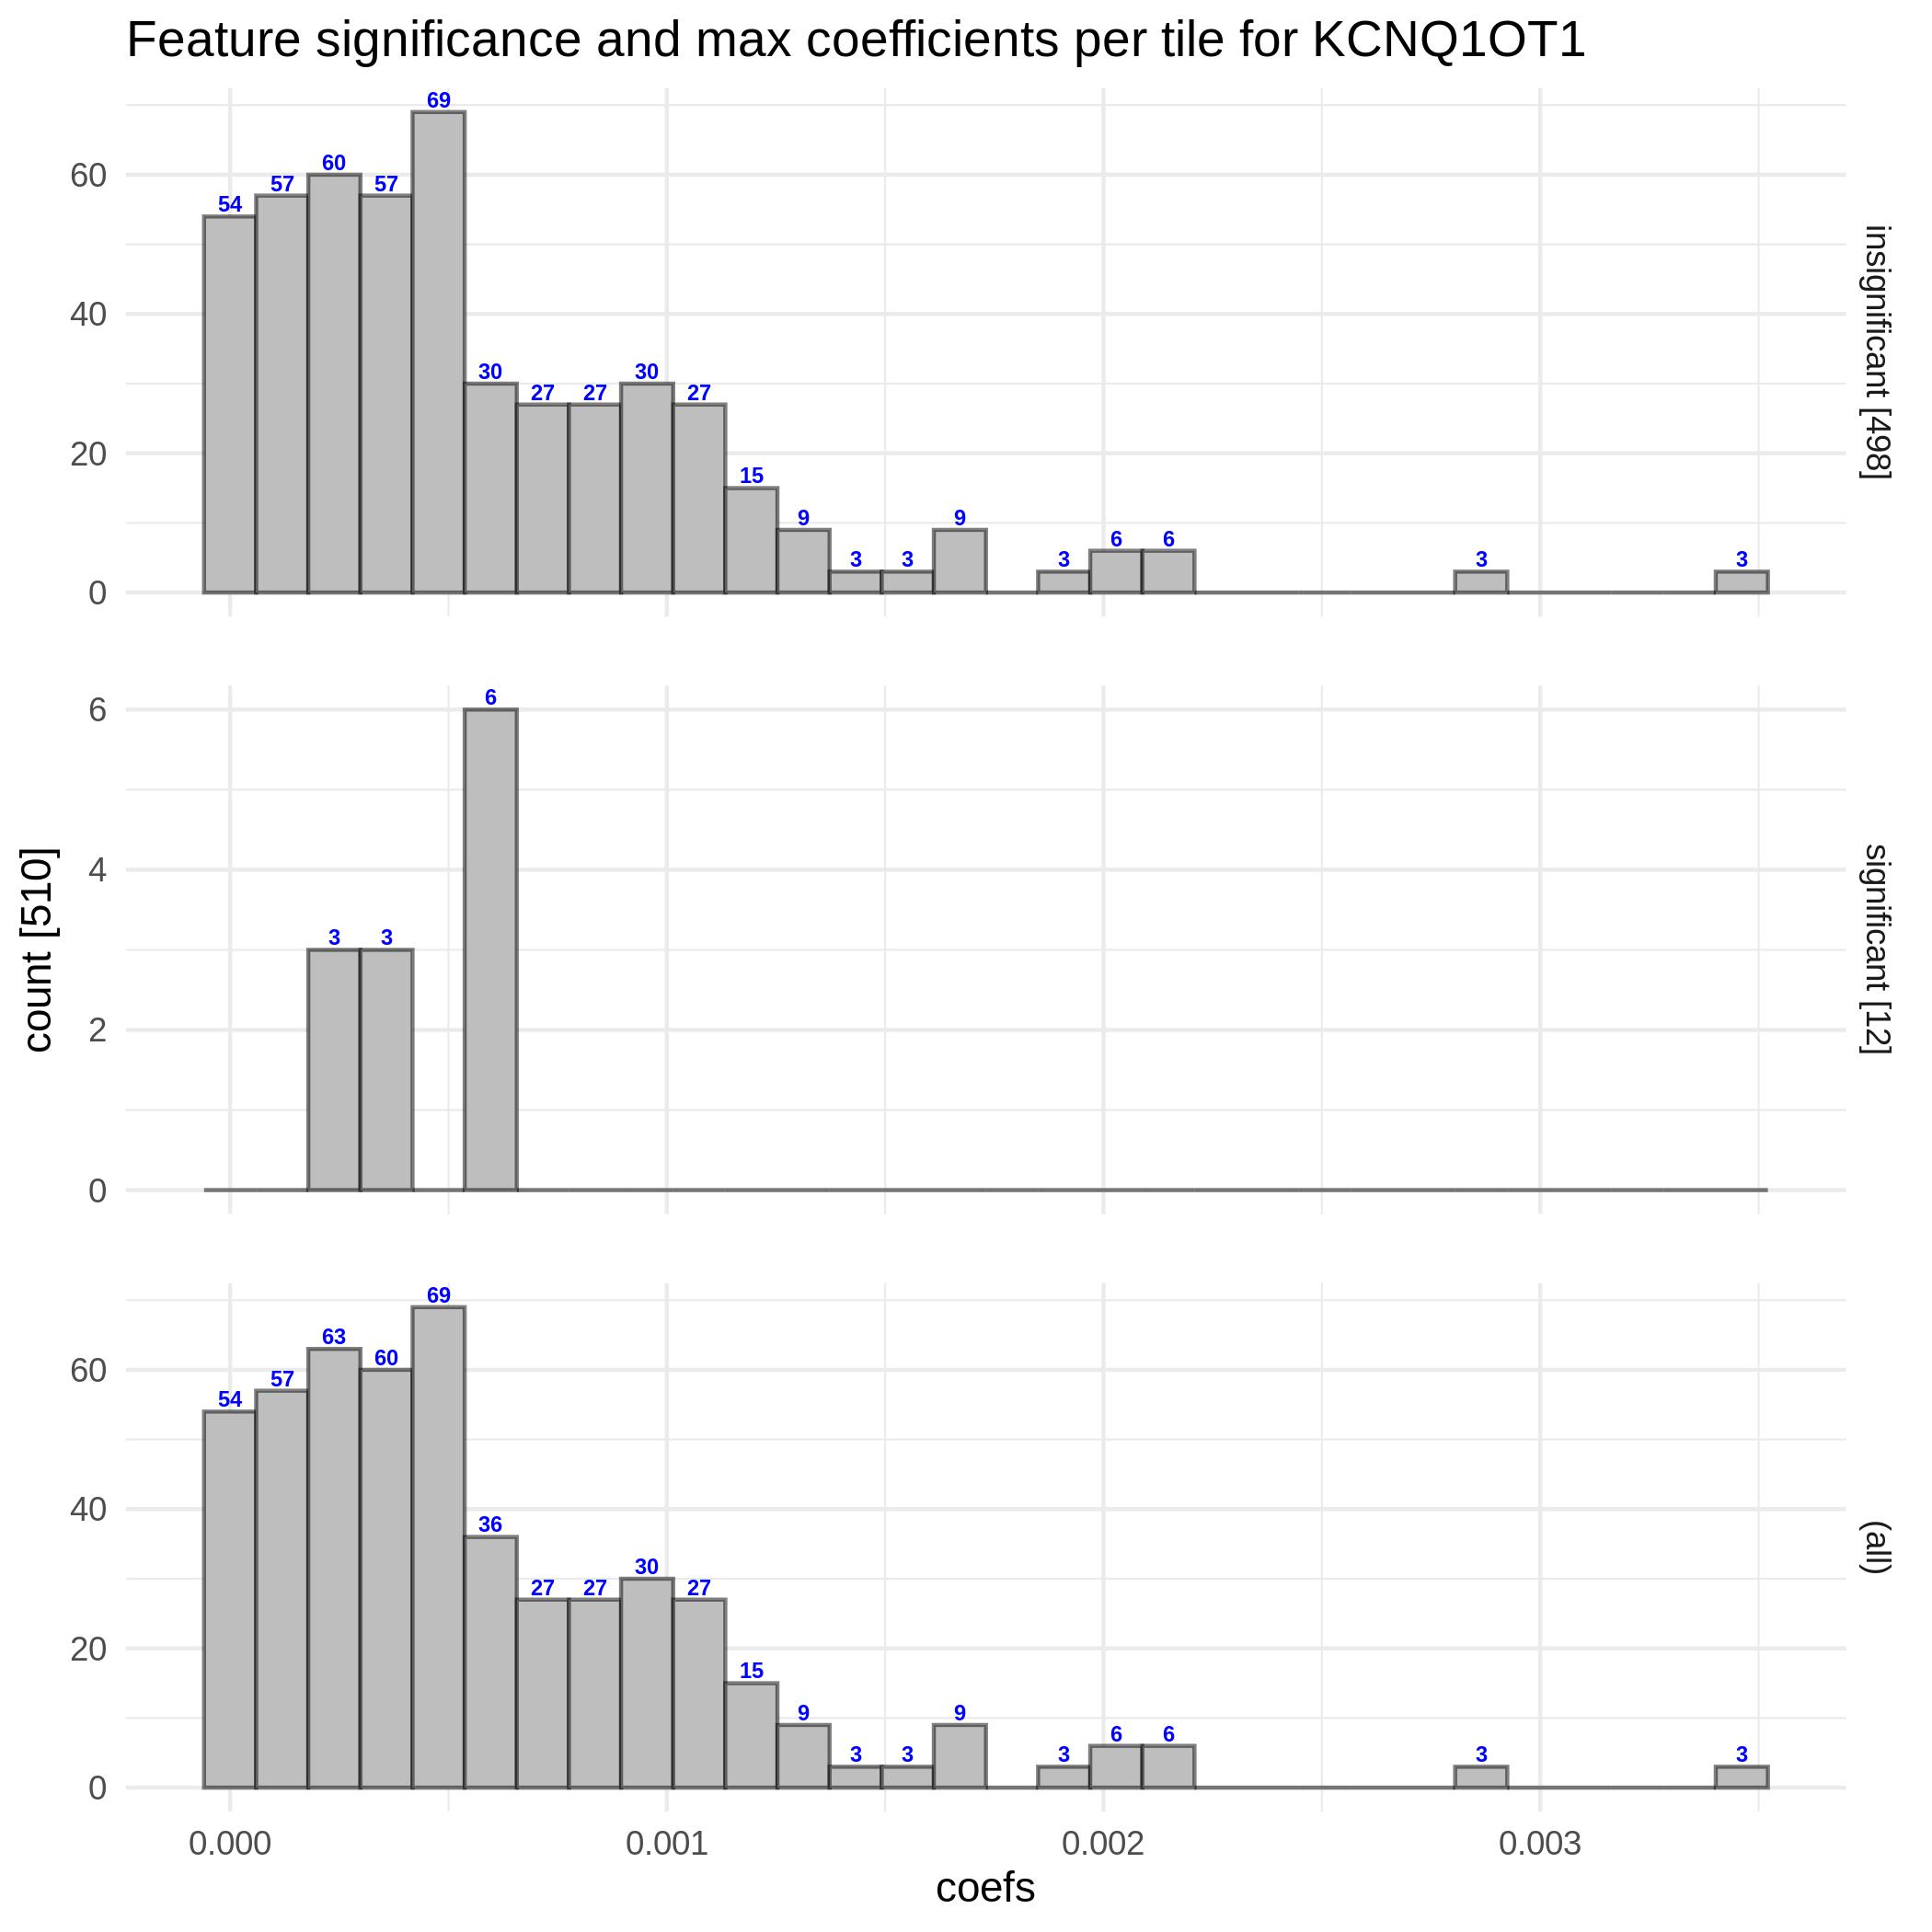 Feature significance and max coefficients per tile for KCNQ1OT1
69
60
54 57 60 57
40
30 27 27 30 27
20
15
9 3 3 9 3 6 6 3 3
0
insignificant [498]
6
6
4
3 3
2
0
significant [12]
count [510]
69
60
54 57 63 60
40
36 27 27 30 27
20
15
9 3 3 9 3 6 6 3 3
0
(all)
0.000 0.001 0.002 0.003
coefs